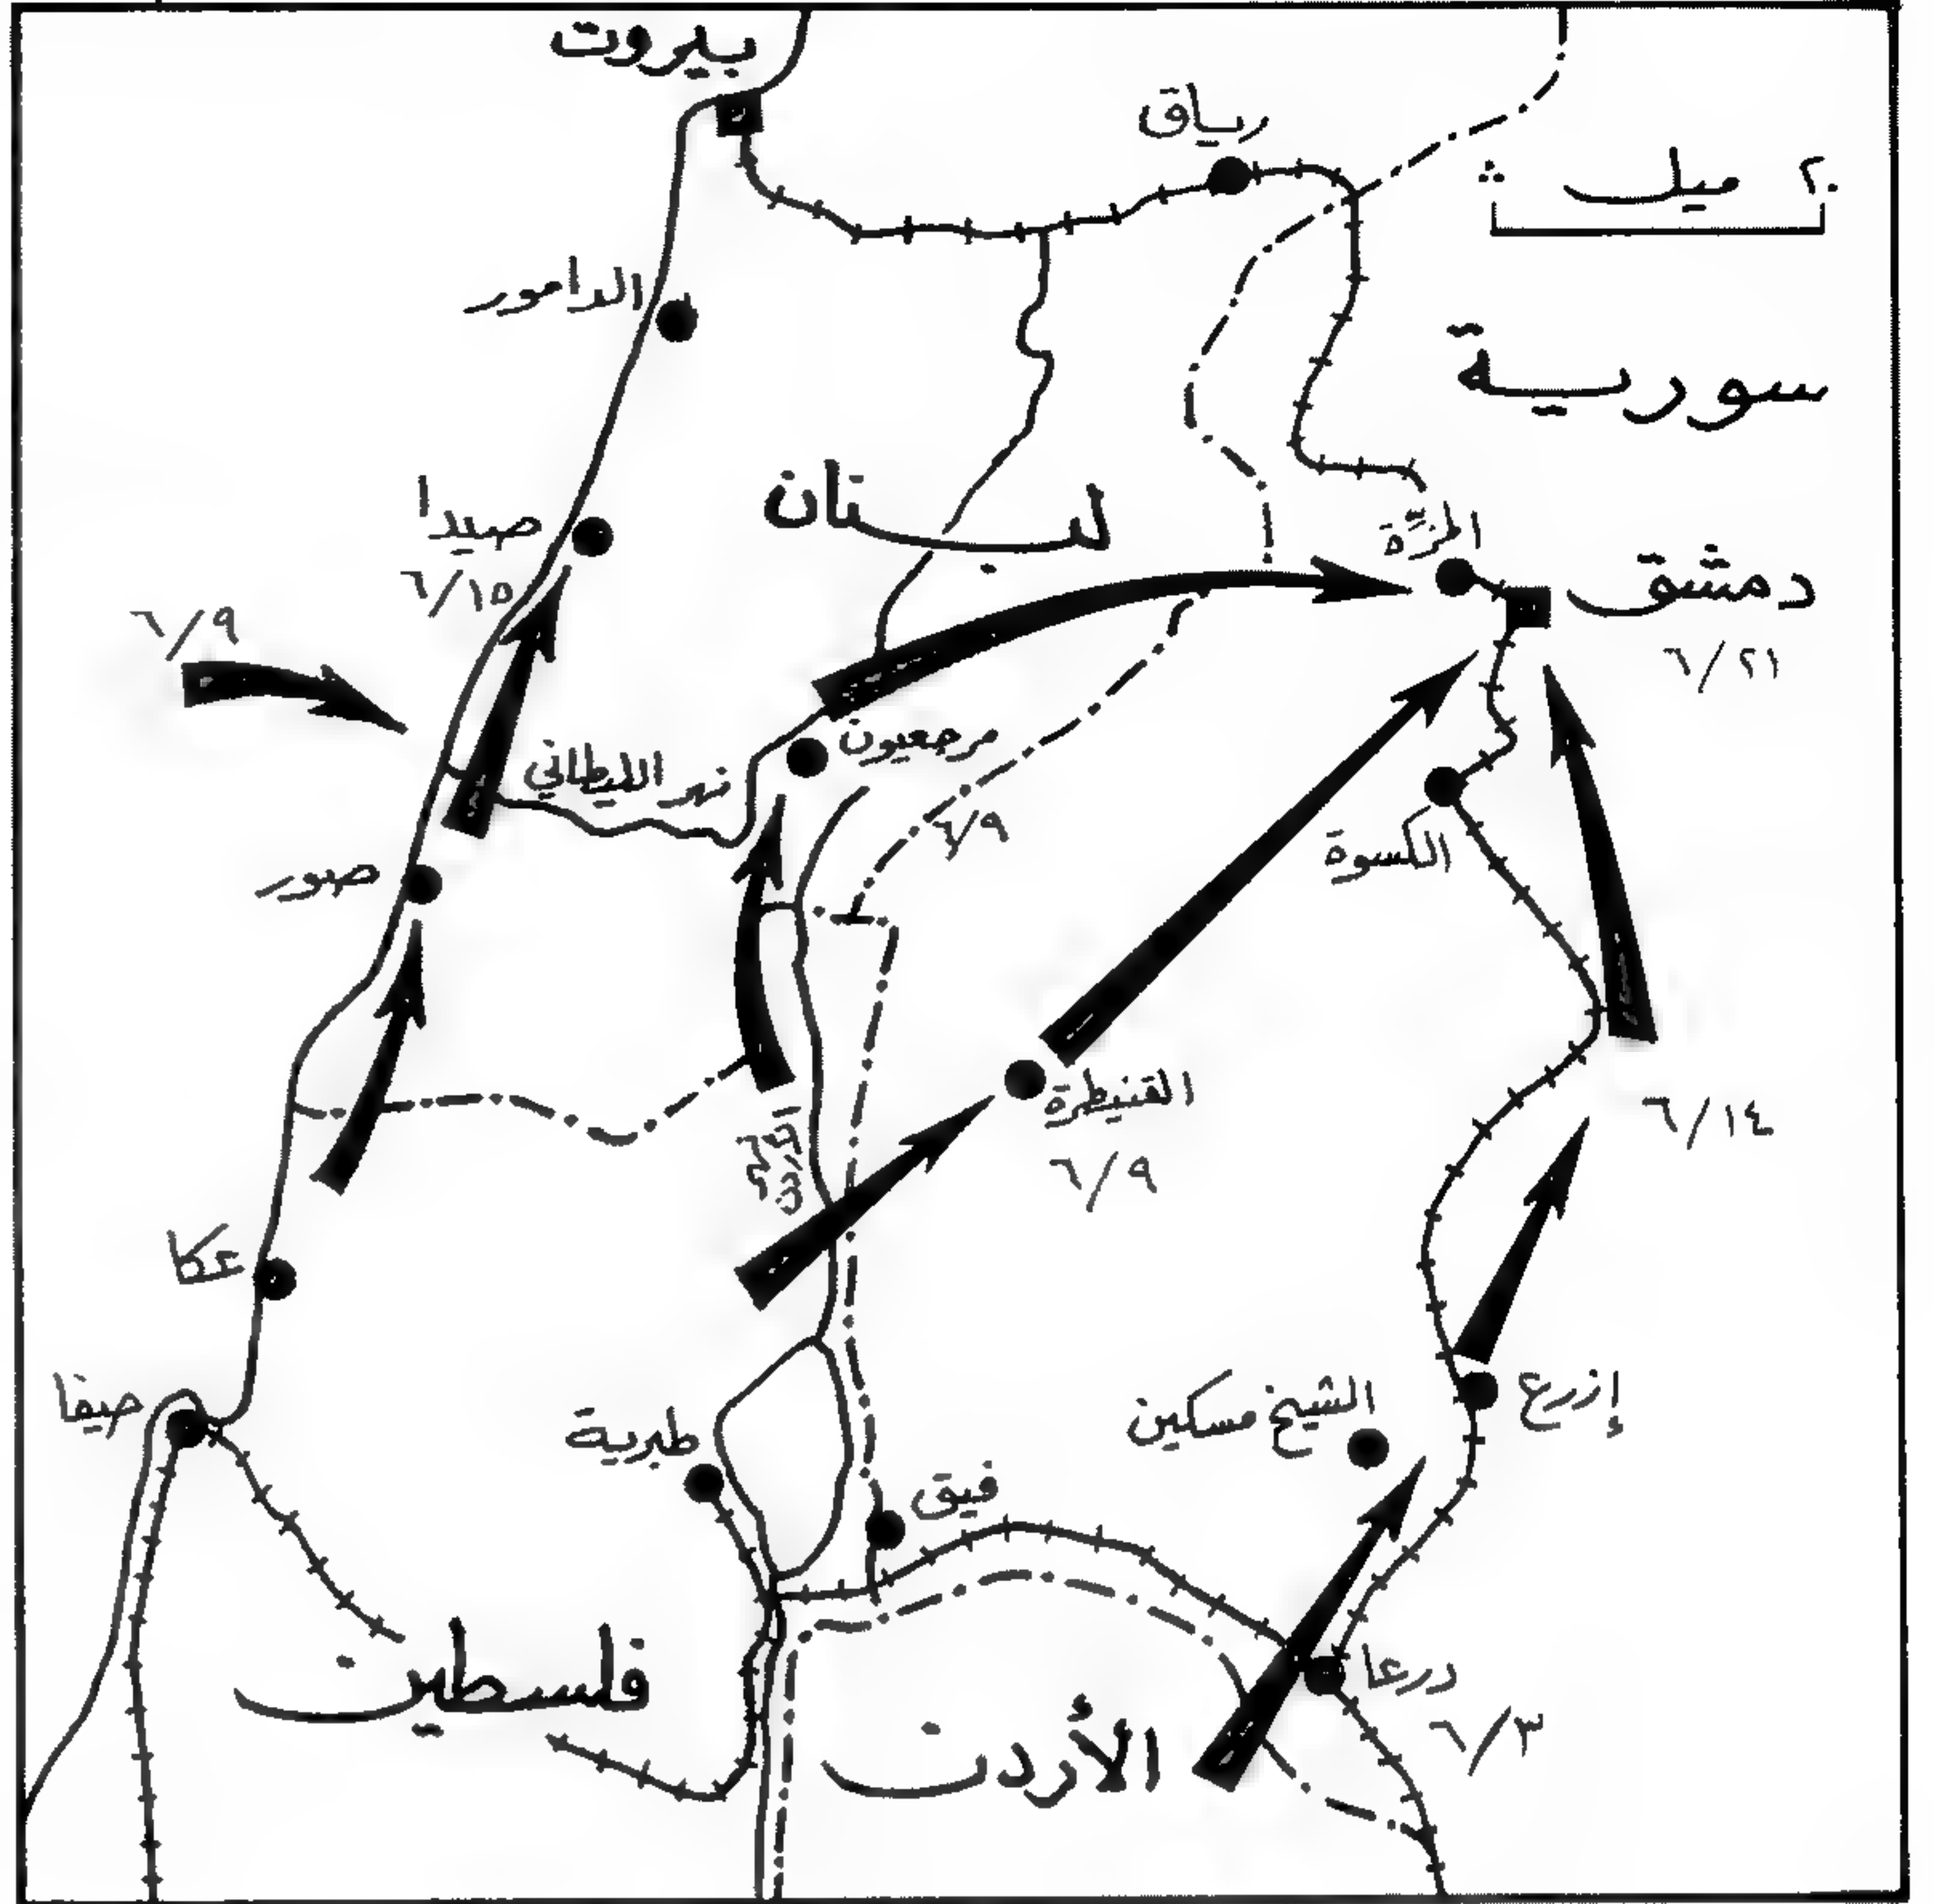 بيروت
رياق
٢٠ ميل
الدامور
سورية
صيدا
٦/١٥
لبنان
المزة
دمشق
٦/٢١
٦/٩
مرجعيون
نهر الليطاني
٦/٩
الكسوة
صور
القنيطرة
٦/٩
٦/١٤
عكا
حيفا
طبرية
الشيخ مسكين
إزرع
فيق
فلسطين
درعا
٦/٣
الأردن